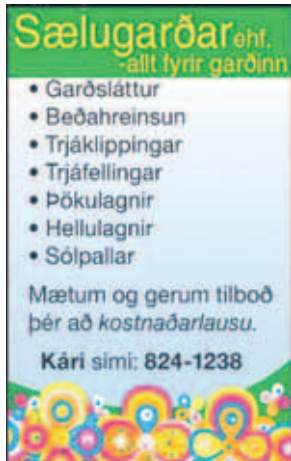 Sælugarðar ehf.
-allt fyrir garðinn
• Garðsláttur
• Beðahreinsun
• Trjáklippingar
• Trjáfellingar
• Þökulagnir
• Hellulagnir
• Sólpallar
Mætum og gerum tilboð
þér að kostnaðarlausu.
Kári simi: 824-1238